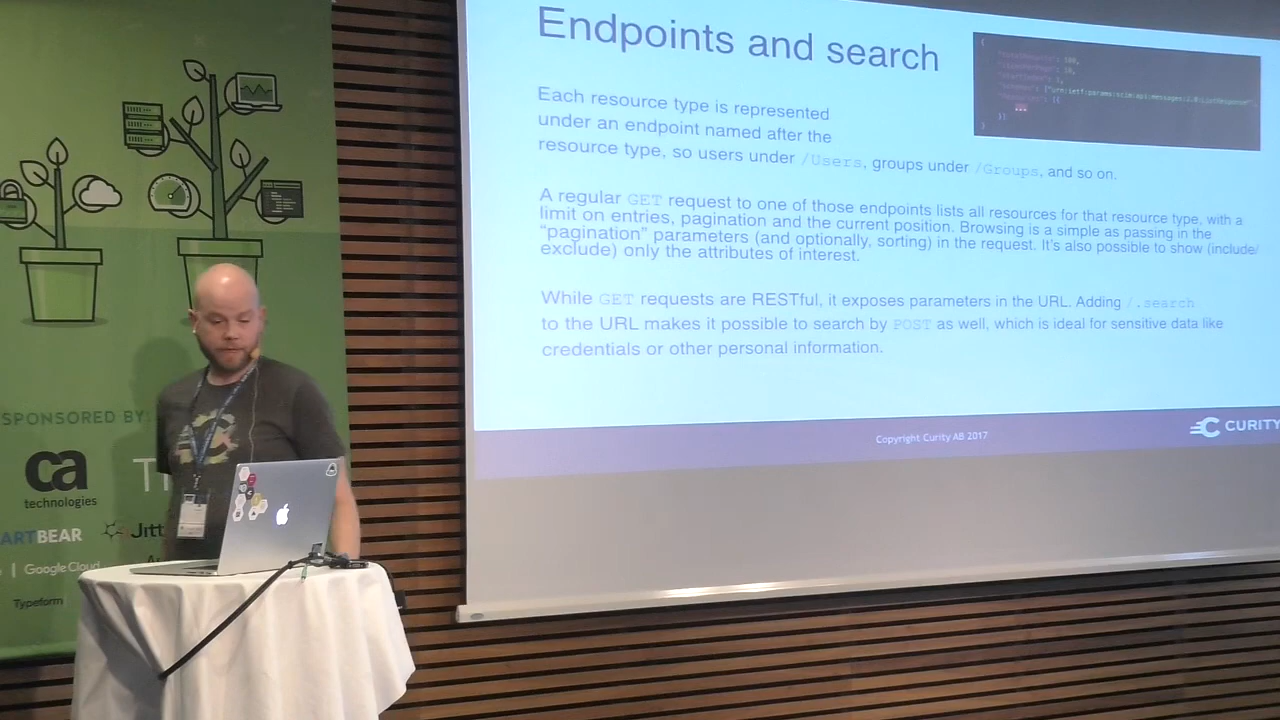 Endpoints and search
Each resource type is represented
under an endpoint named after the
resource type, so users under /Users, groups under /Groups, and so on.
A regular GET request to one of those endpoints lists all resources for that resource type, with a
limit on entries, pagination and the current position. Browsing is a simple as passing in the
“pagination” parameters (and optionally, sorting) in the request. It's also possible to show (include/
exclude) only the attributes of interest.
While GET requests are RESTful, it exposes parameters in the URL. Adding /.search
to the URL makes it possible to search by POST as well, which is ideal for sensitive data like
credentials or other personal information.
Copyright Curity AB 2017
CURITY
SPONSORED BY:
ca
technologies
ARTBEAR
Jitt
Google Cloud
Typeform